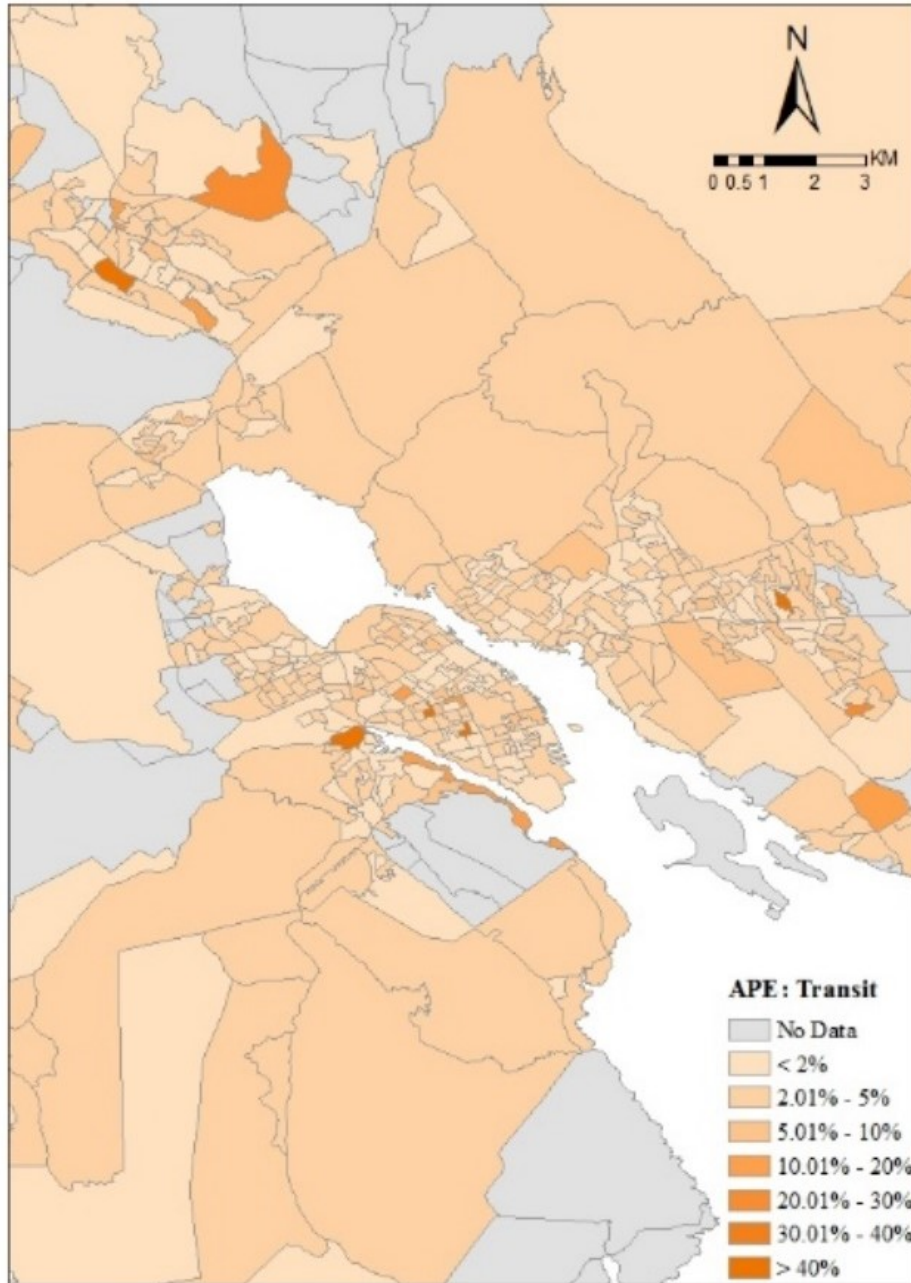 N
KM
0 0.5 1 2 3
APE : Transit
No Data
< 2%
2.01% - 5%
5.01% - 10%
10.01% - 20%
20.01% - 30%
30.01% - 40%
> 40%